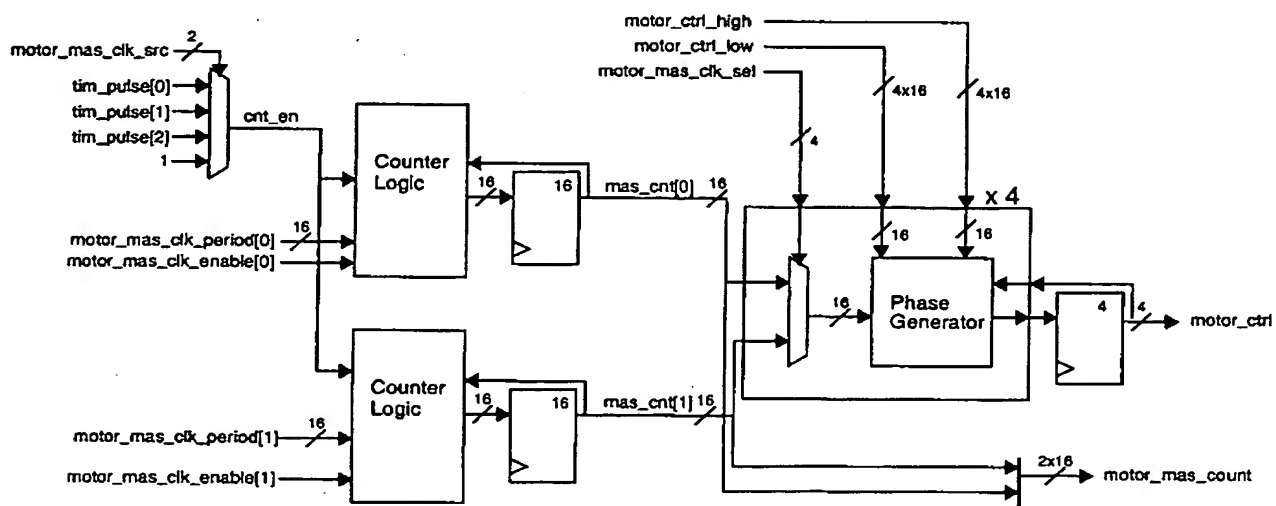 motor_ctrl_high
motor_ctrl_low
motor_mas_clk_sel
motor_mas_clk_src
2
tim_pulse[0]
tim_pulse[1]
tim_pulse[2]
1
cnt_en
4
4x16
4x16
Counter
Logic
16
16
mas_cnt[0]
16
x 4
motor_mas_clk_period[0]
16
motor_mas_clk_enable[0]
16
16
16
Phase
Generator
4
4
motor_ctrl
Counter
Logic
16
16
mas_cnt[1]
16
motor_mas_clk_period[1]
16
motor_mas_clk_enable[1]
2x16
motor_mas_count